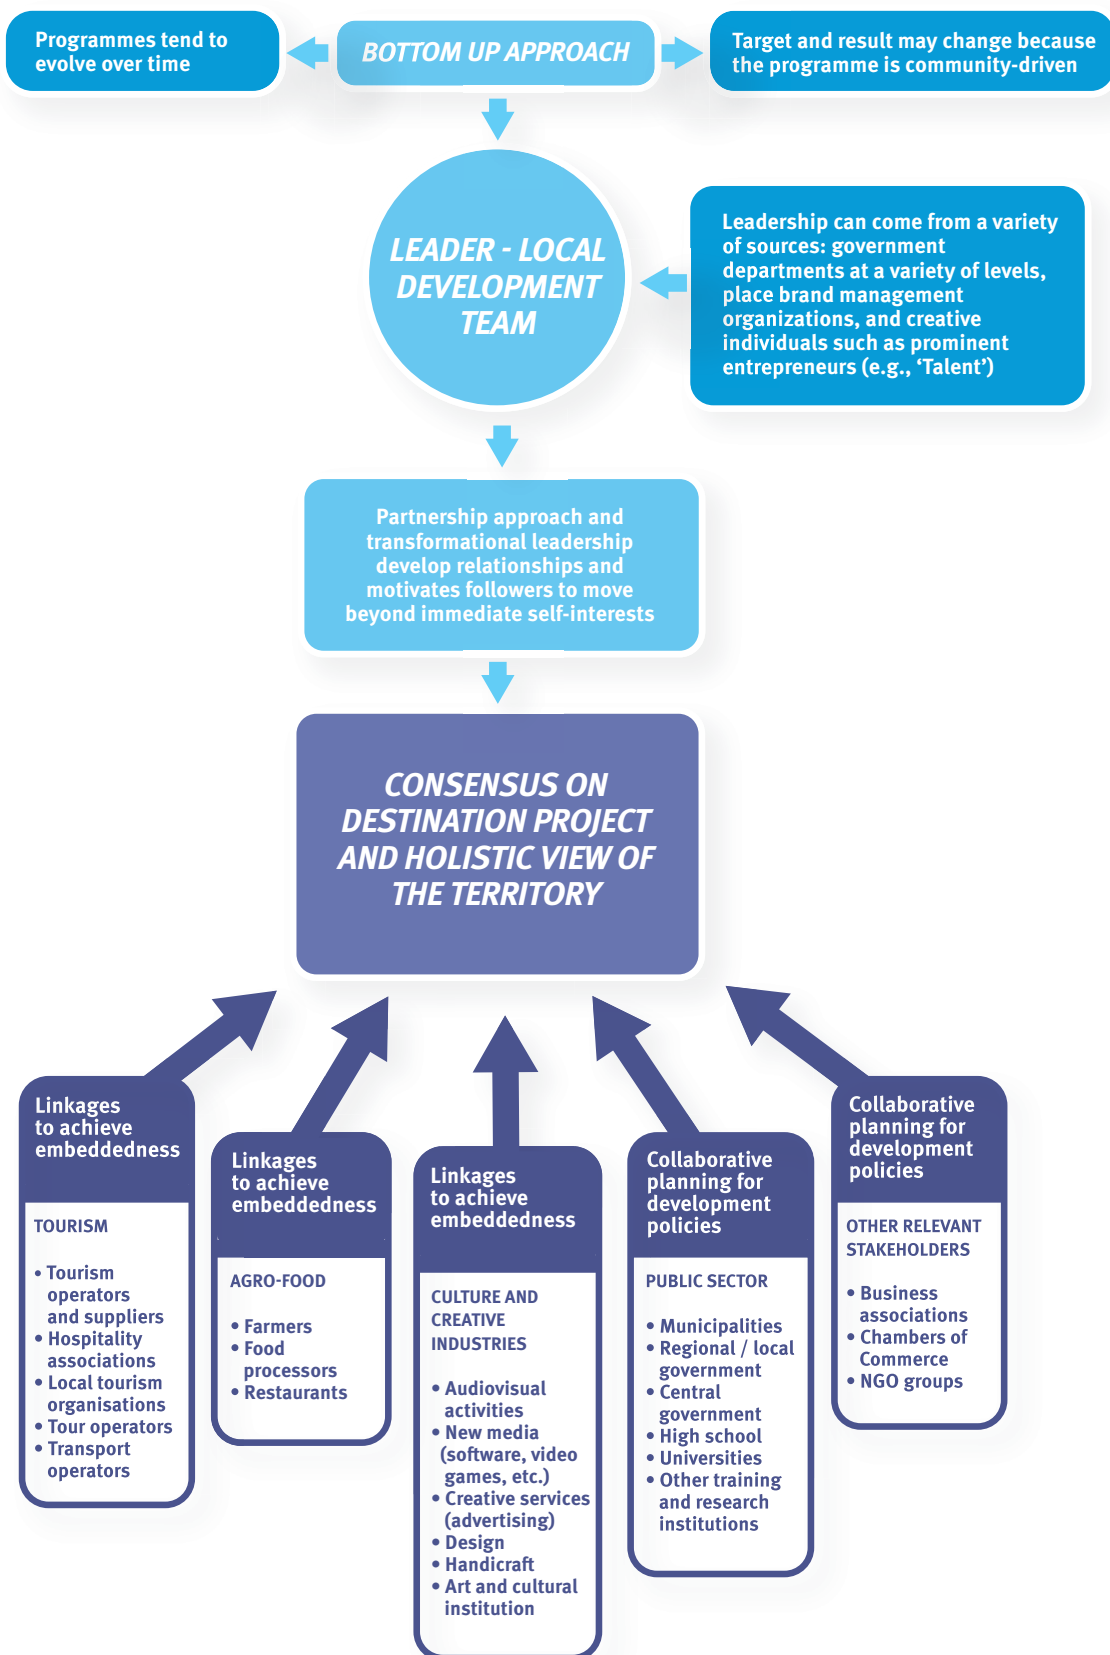 Programmes tend to
evolve over time
BOTTOM UP APPROACH
Target and result may change because
the programme is community-driven
LEADER - LOCAL
DEVELOPMENT
TEAM
Leadership can come from a variety
of sources: government
departments at a variety of levels,
place brand management
organizations, and creative
individuals such as prominent
entrepreneurs (e.g., ‘Talent’)
Partnership approach and
transformational leadership
develop relationships and
motivates followers to move
beyond immediate self-interests
CONSENSUS ON
DESTINATION PROJECT
AND HOLISTIC VIEW OF
THE TERRITORY
Linkages
to achieve
embeddedness
TOURISM
• Tourism
operators
and suppliers
• Hospitality
associations
• Local tourism
organisations
• Tour operators
• Transport
operators
Linkages
to achieve
embeddedness
AGRO-FOOD
• Farmers
• Food
processors
• Restaurants
Linkages
to achieve
embeddedness
CULTURE AND
CREATIVE
INDUSTRIES
• Audiovisual
activities
• New media
(software, video
games, etc.)
• Creative services
(advertising)
• Design
• Handicraft
• Art and cultural
institution
Collaborative
planning for
development
policies
PUBLIC SECTOR
• Municipalities
• Regional / local
government
• Central
government
• High school
• Universities
• Other training
and research
institutions
Collaborative
planning for
development
policies
OTHER RELEVANT
STAKEHOLDERS
• Business
associations
• Chambers of
Commerce
• NGO groups